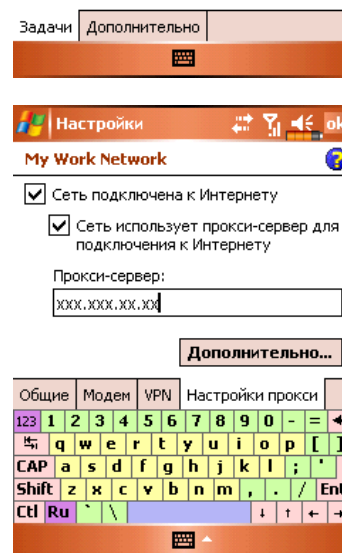 Задачи Дополнительно
Настройки ok
My Work Network
Сеть подключена к Интернету
Сеть использует прокси-сервер для
подключения к Интернету
Прокси-сервер:
xxx.xxx.xx.xx
Дополнительно...
Общие Модем VPN Настройки прокси
123 1 2 3 4 5 6 7 8 9 0 - =
q w e r t y u i o p [ ]
CAP a s d f g h j k l ; '
Shift z x c v b n m , . / Ent
Ctl Ru ` \ ↓ ↑ ← →